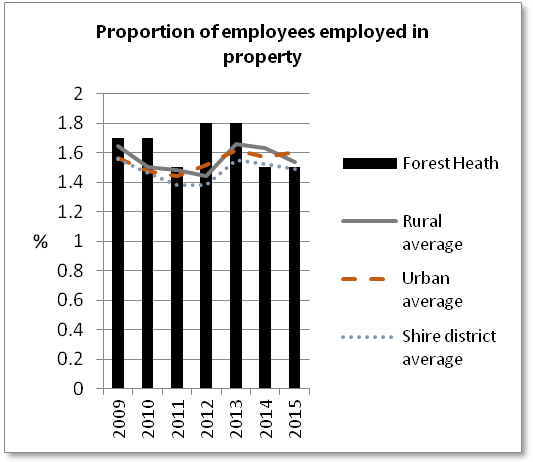 Proportion of employees employed in
property
2
1.8
1.6
1.4
1.2
1
0.8
0.6
0.4
0.2
0
%
2009
2010
2011
2012
2013
2014
2015
Forest Heath
Rural
average
Urban
average
Shire district
average